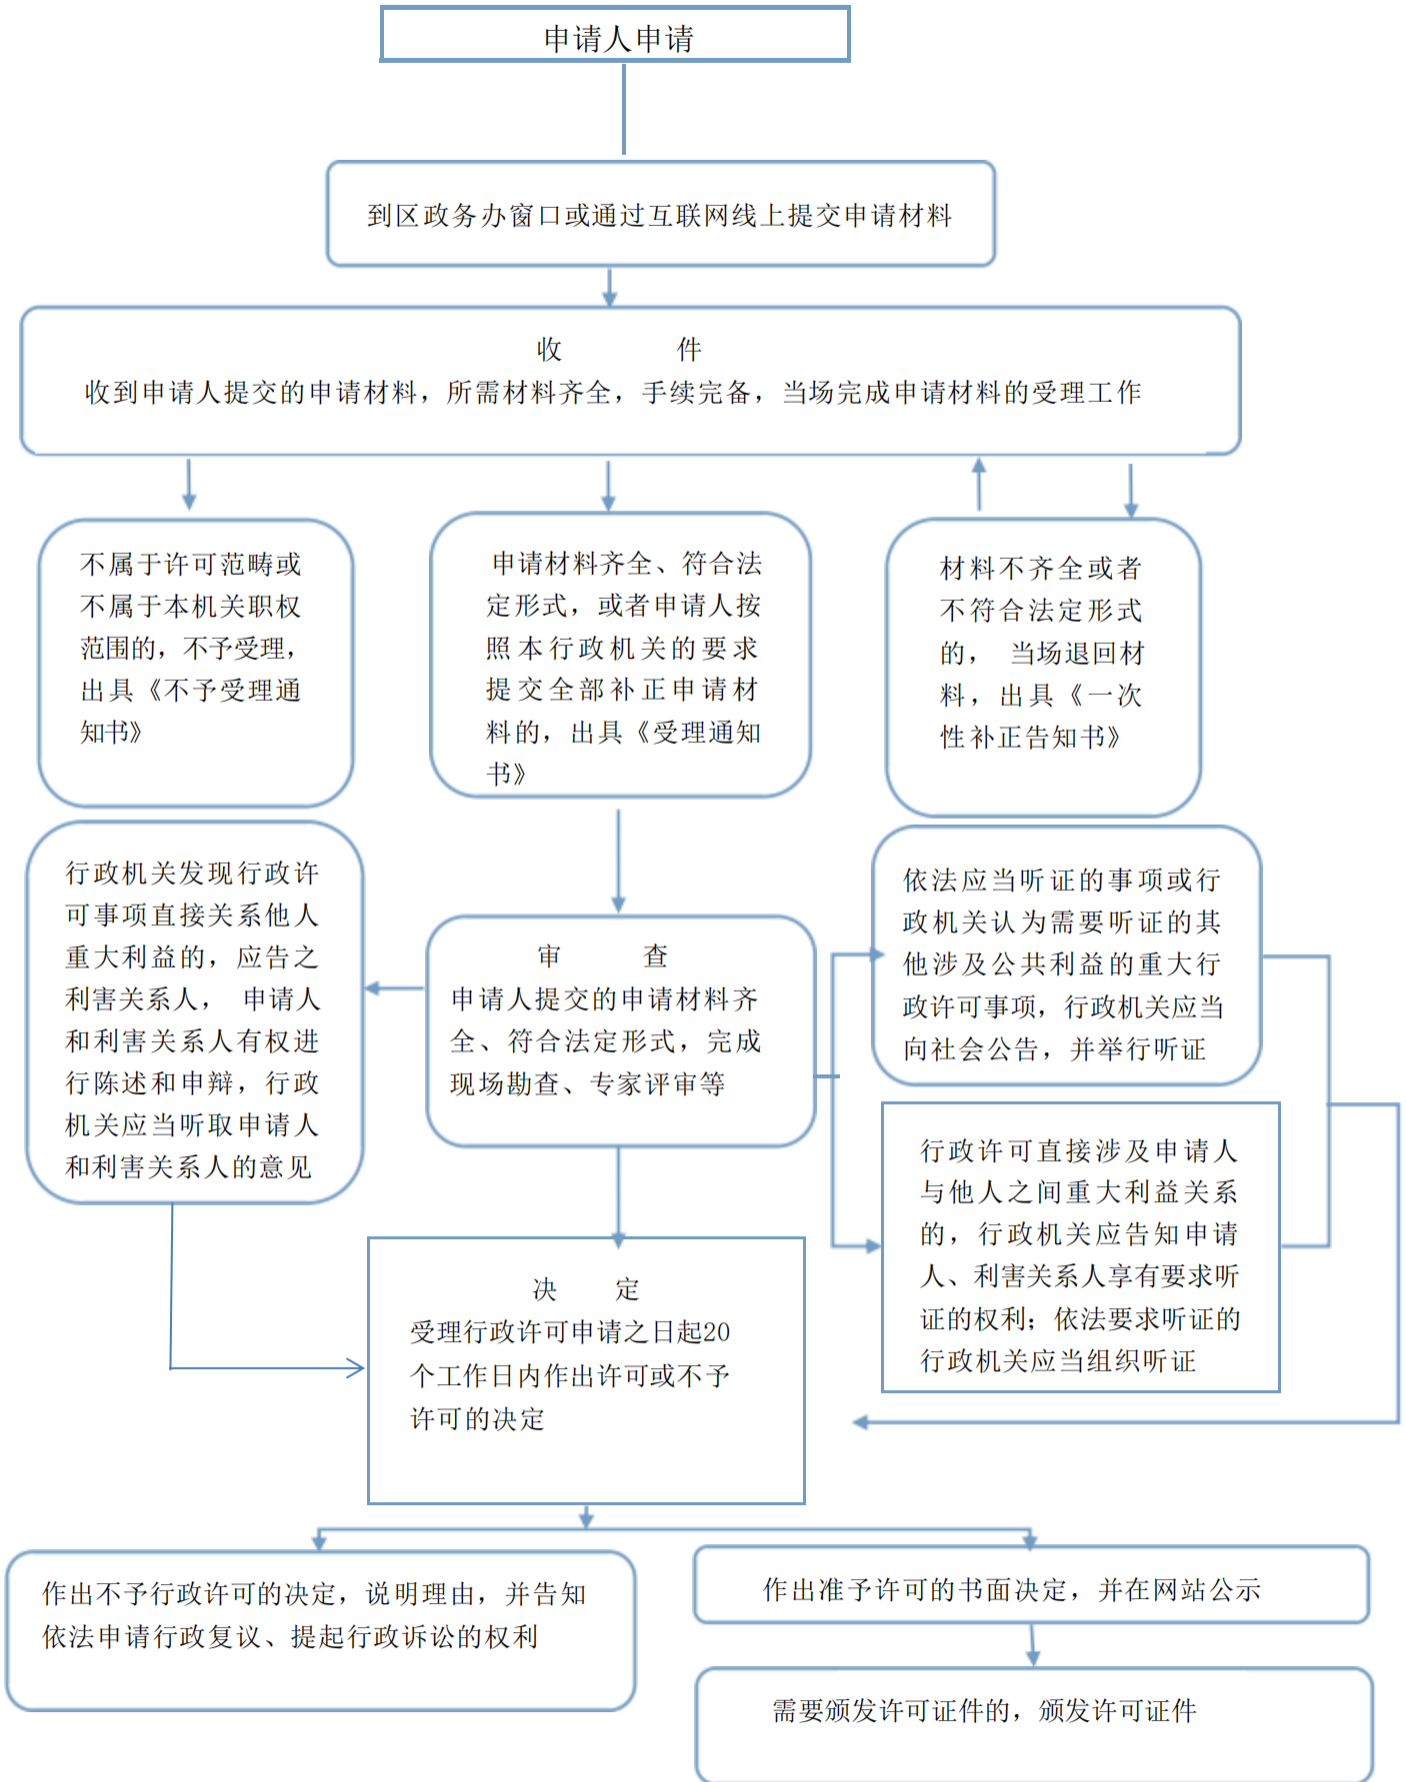 申请人申请
到区政务办窗口或通过互联网线上提交申请材料
收 件
收到申请人提交的申请材料，所需材料齐全，手续完备，当场完成申请材料的受理工作
不属于许可范畴或
不属于本机关职权
范围的，不予受理，
出具《不予受理通
知书》
申请材料齐全、符合法
定形式，或者申请人按
照本行政机关的要求
提交全部补正申请材
料的，出具《受理通知
书》
材料不齐全或者
不符合法定形式
的， 当场退回材
料，出具《一次
性补正告知书》
行政机关发现行政许
可事项直接关系他人
重大利益的，应告之
利害关系人， 申请人
和利害关系人有权进
行陈述和申辩，行政
机关应当听取申请人
和利害关系人的意见
审 查
申请人提交的申请材料齐
全、符合法定形式，完成
现场勘查、专家评审等
依法应当听证的事项或行
政机关认为需要听证的其
他涉及公共利益的重大行
政许可事项，行政机关应当
向社会公告，并举行听证
行政许可直接涉及申请人
与他人之间重大利益关系
的，行政机关应告知申请
人、利害关系人享有要求听
证的权利；依法要求听证的
行政机关应当组织听证
决 定
受理行政许可申请之日起20
个工作日内作出许可或不予
许可的决定
作出不予行政许可的决定，说明理由，并告知
依法申请行政复议、提起行政诉讼的权利
作出准予许可的书面决定，并在网站公示
需要颁发许可证件的，颁发许可证件